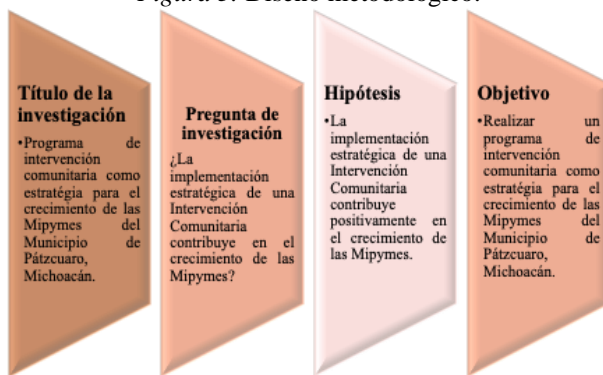 Figura 3. Diseño metodológico.
Título de la
investigación
•Programa de
intervención
comunitaria como
estratégia para el
crecimiento de las
Mipymes del
Municipio de
Pátzcuaro,
Michoacán.
Pregunta de
investigación
¿La
implementación
estratégica de una
Intervención
Comunitaria
contribuye en el
crecimiento de las
Mipymes?
Hipótesis
•La
implementación
estratégica de una
Intervención
Comunitaria
contribuye
positivamente en
el crecimiento de
las Mipymes.
Objetivo
•Realizar un
programa de
intervención
comunitaria como
estratégia para el
crecimiento de las
Mipymes del
Municipio de
Pátzcuaro,
Michoacán.